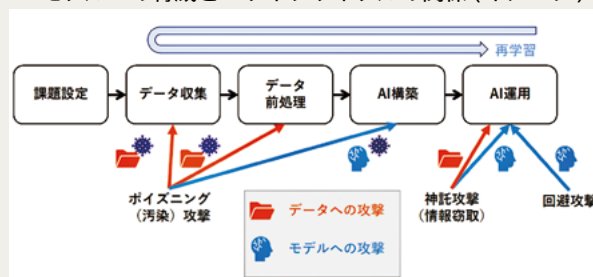 再学習
課題設定
データ収集
データ
前処理
AI構築
AI運用
ポイズニング
(汚染)攻撃
データへの攻撃
モデルへの攻撃
神託攻撃
(情報窃取)
回避攻撃